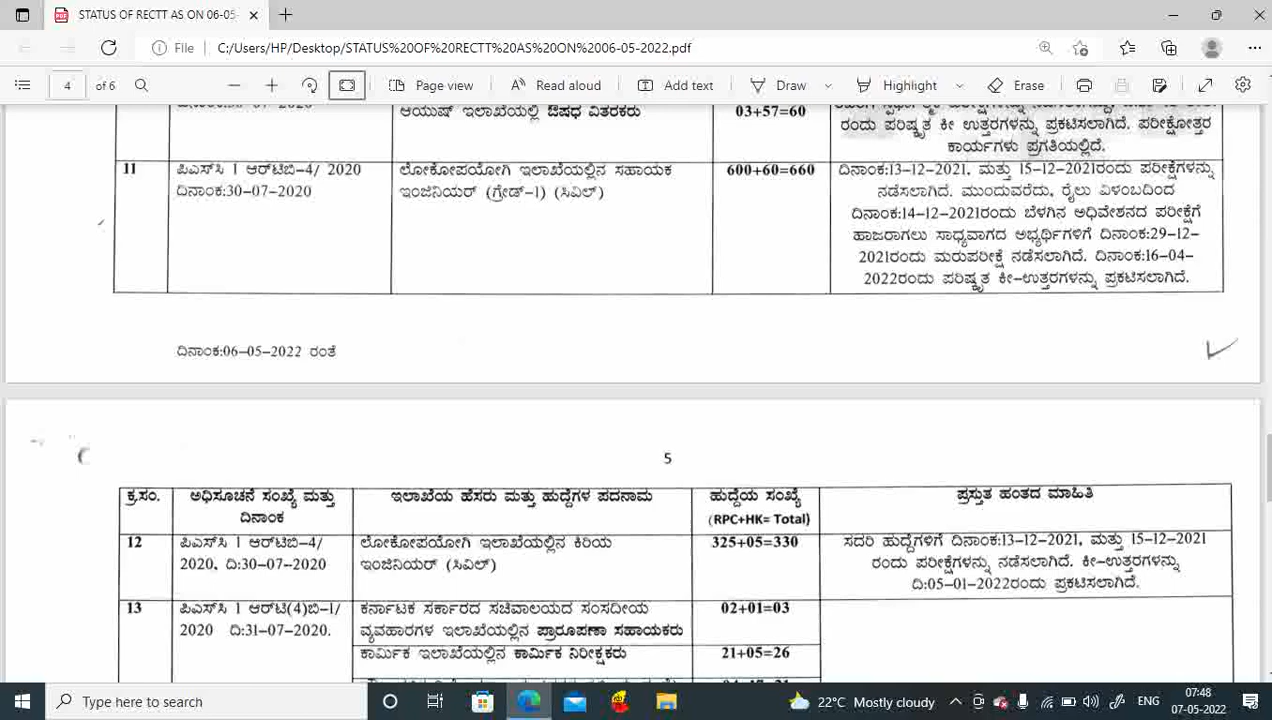 STATUS OF RECTT AS ON 06-05-
File C:/Users/HP/Desktop/STATUS%20OF%20RECTT%20AS%20ON%2006-05-2022.pdf
4 of 6 Page view Read aloud Add text Draw Highlight Erase
ಆಯುಷ್ ಇಲಾಖೆಯಲ್ಲಿ ಔಷಧ ವಿತರಕರು 03+57=60
ರಂದು ಪರಿಷ್ಕೃತ ಕೀ ಉತ್ತರಗಳನ್ನು ಪ್ರಕಟಿಸಲಾಗಿದೆ. ಪರೀಕ್ಷೋತ್ತರ
ಕಾರ್ಯಗಳು ಪ್ರಗತಿಯಲ್ಲಿದೆ.
11 ಪಿಎಸ್‌ಸಿ 1 ಆರ್‌ಟಿಬಿ-4/ 2020 ಲೋಕೋಪಯೋಗಿ ಇಲಾಖೆಯಲ್ಲಿನ ಸಹಾಯಕ 600+60=660 ದಿನಾಂಕ:13-12-2021, ಮತ್ತು 15-12-2021ರಂದು ಪರೀಕ್ಷೆಗಳನ್ನು
ದಿನಾಂಕ:30-07-2020 ಇಂಜಿನಿಯರ್ (ಗ್ರೇಡ್-1) (ಸಿವಿಲ್) ನಡೆಸಲಾಗಿದೆ. ಮುಂದುವರೆದು, ರೈಲು ವಿಳಂಬದಿಂದ
ದಿನಾಂಕ:14-12-2021ರಂದು ಬೆಳಗಿನ ಅಧಿವೇಶನದ ಪರೀಕ್ಷೆಗೆ
ಹಾಜರಾಗಲು ಸಾಧ್ಯವಾಗದ ಅಭ್ಯರ್ಥಿಗಳಿಗೆ ದಿನಾಂಕ:29-12-
2021ರಂದು ಮರುಪರೀಕ್ಷೆ ನಡೆಸಲಾಗಿದೆ. ದಿನಾಂಕ:16-04-
2022ರಂದು ಪರಿಷ್ಕೃತ ಕೀ-ಉತ್ತರಗಳನ್ನು ಪ್ರಕಟಿಸಲಾಗಿದೆ.
ದಿನಾಂಕ:06-05-2022 ರಂತೆ
5
ಕ್ರ.ಸಂ. ಅಧಿಸೂಚನೆ ಸಂಖ್ಯೆ ಮತ್ತು ಇಲಾಖೆಯ ಹೆಸರು ಮತ್ತು ಹುದ್ದೆಗಳ ಪದನಾಮ ಹುದ್ದೆಯ ಸಂಖ್ಯೆ ಪ್ರಸ್ತುತ ಹಂತದ ಮಾಹಿತಿ
ದಿನಾಂಕ (RPC+HK= Total)
12 ಪಿಎಸ್‌ಸಿ 1 ಆರ್‌ಟಿಬಿ-4/ ಲೋಕೋಪಯೋಗಿ ಇಲಾಖೆಯಲ್ಲಿನ ಕಿರಿಯ 325+05=330 ಸದರಿ ಹುದ್ದೆಗಳಿಗೆ ದಿನಾಂಕ:13-12-2021, ಮತ್ತು 15-12-2021
2020, ದಿ:30-07-2020 ಇಂಜಿನಿಯರ್ (ಸಿವಿಲ್) ರಂದು ಪರೀಕ್ಷೆಗಳನ್ನು ನಡೆಸಲಾಗಿದೆ. ಕೀ-ಉತ್ತರಗಳನ್ನು
ದಿ:05-01-2022ರಂದು ಪ್ರಕಟಿಸಲಾಗಿದೆ.
13 ಪಿಎಸ್‌ಸಿ 1 ಆರ್‌ಟಿ(4)ಬಿ-1/ ಕರ್ನಾಟಕ ಸರ್ಕಾರದ ಸಚಿವಾಲಯದ ಸಂಸದೀಯ 02+01=03
2020 ದಿ:31-07-2020. ವ್ಯವಹಾರಗಳ ಇಲಾಖೆಯಲ್ಲಿನ ಪ್ರಾರೂಪಣಾ ಸಹಾಯಕರು
ಕಾರ್ಮಿಕ ಇಲಾಖೆಯಲ್ಲಿನ ಕಾರ್ಮಿಕ ನಿರೀಕ್ಷಕರು 21+05=26
Type here to search 22°C Mostly cloudy ENG 07:48
07-05-2022